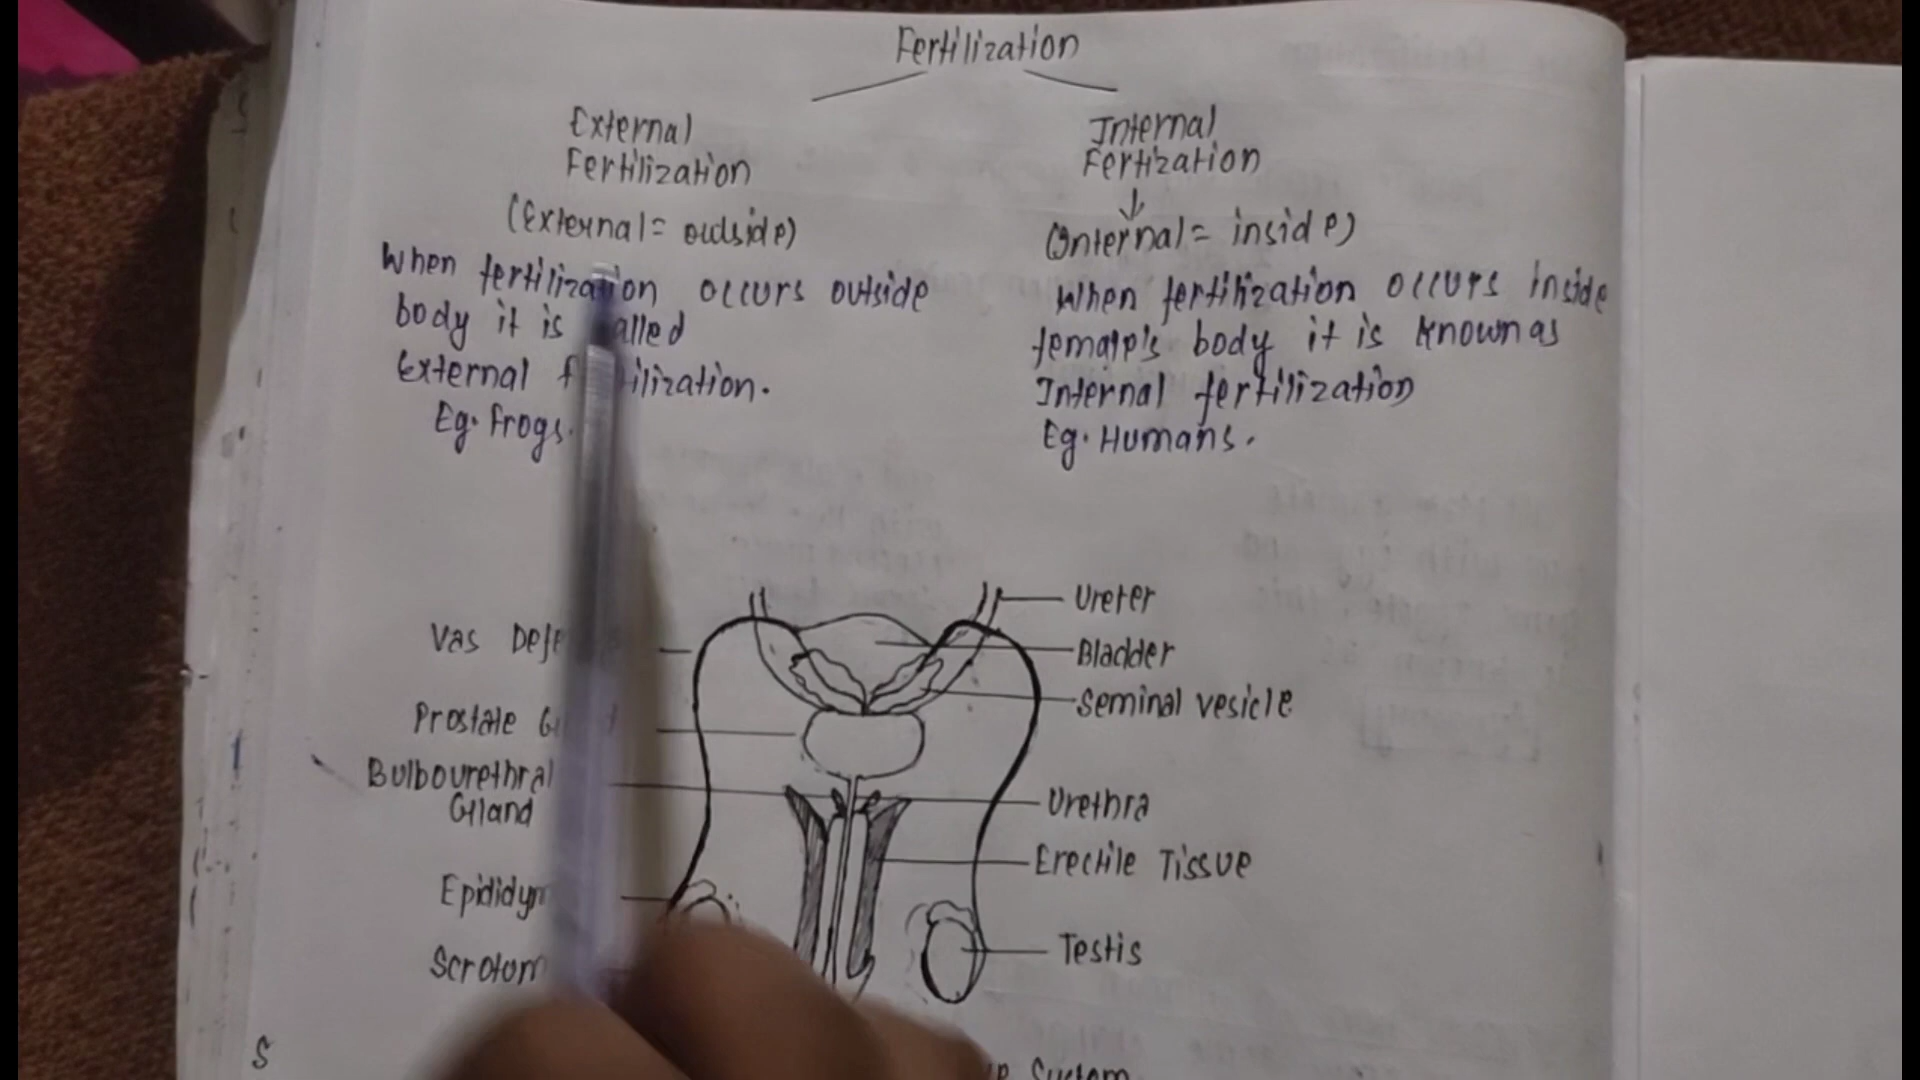 Fertilization
External
Fertilization
(External = outside)
When fertilization occurs outside
body it is
External
Eg. Frogs.
Internal
Fertization
(Internal = inside)
When fertilization occurs inside
female's body it is known as
Internal fertilization
Eg. Humans.
Vas
Prostate
Bulbourethral
Gland
Scrotum
Ureter
Bladder
Seminal vesicle
Urethra
Erectile Tissue
Testis
System
S